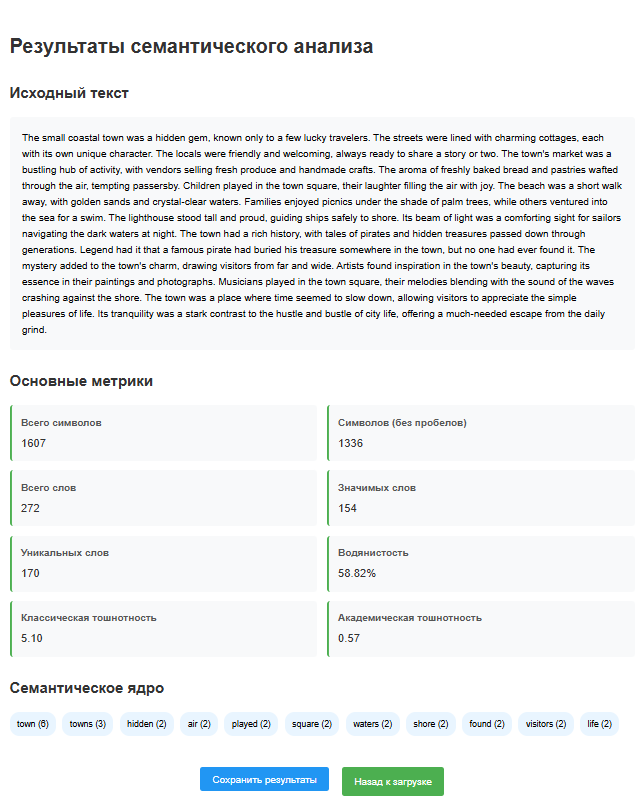 Результаты семантического анализа
Исходный текст
The small coastal town was a hidden gem, known only to a few lucky travelers. The streets were lined with charming cottages, each
with its own unique character. The locals were friendly and welcoming, always ready to share a story or two. The town's market was a
bustling hub of activity, with vendors selling fresh produce and handmade crafts. The aroma of freshly baked bread and pastries wafted
through the air, tempting passersby. Children played in the town square, their laughter filling the air with joy. The beach was a short walk
away, with golden sands and crystal-clear waters. Families enjoyed picnics under the shade of palm trees, while others ventured into
the sea for a swim. The lighthouse stood tall and proud, guiding ships safely to shore. Its beam of light was a comforting sight for sailors
navigating the dark waters at night. The town had a rich history, with tales of pirates and hidden treasures passed down through
generations. Legend had it that a famous pirate had buried his treasure somewhere in the town, but no one had ever found it. The
mystery added to the town's charm, drawing visitors from far and wide. Artists found inspiration in the town's beauty, capturing its
essence in their paintings and photographs. Musicians played in the town square, their melodies blending with the sound of the waves
crashing against the shore. The town was a place where time seemed to slow down, allowing visitors to appreciate the simple
pleasures of life. Its tranquility was a stark contrast to the hustle and bustle of city life, offering a much-needed escape from the daily
grind.
Основные метрики
Всего символов
1607
Символов (без пробелов)
1336
Всего слов
272
Значимых слов
154
Уникальных слов
170
Водянистость
58.82%
Классическая тошнотность
5.10
Академическая тошнотность
0.57
Семантическое ядро
town (6) towns (3) hidden (2) air (2) played (2) square (2) waters (2) shore (2) found (2) visitors (2) life (2)
Сохранить результаты Назад к загрузке